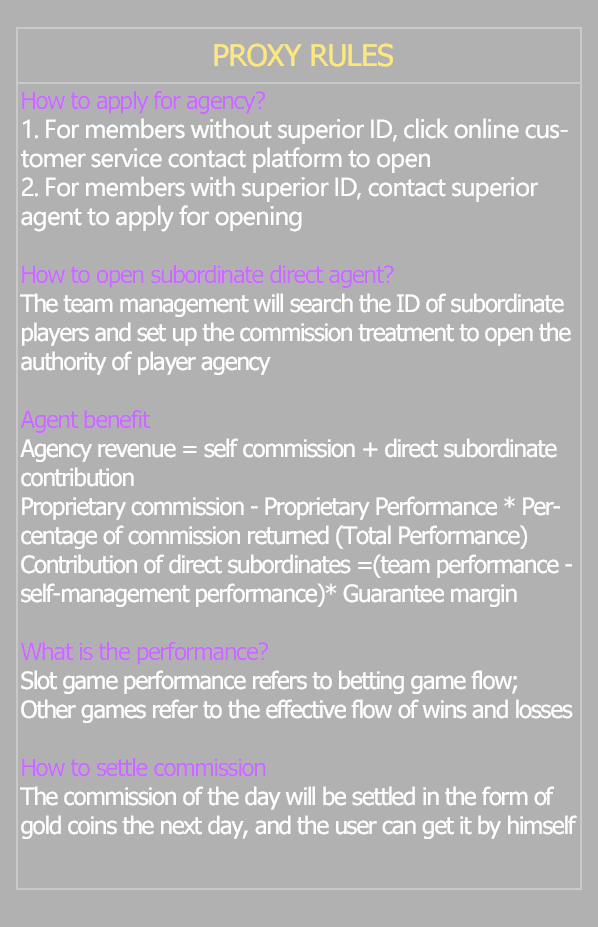 PROXY RULES
How to apply for agency?
1. For members without superior ID, click online cus-
tomer service contact platform to open
2. For members with superior ID, contact superior
agent to apply for opening
How to open subordinate direct agent?
The team management will search the ID of subordinate
players and set up the commission treatment to open the
authority of player agency
Agent benefit
Agency revenue = self commission + direct subordinate
contribution
Proprietary commission - Proprietary Performance * Per-
centage of commission returned (Total Performance)
Contribution of direct subordinates =(team performance -
self-management performance)* Guarantee margin
What is the performance?
Slot game performance refers to betting game flow;
Other games refer to the effective flow of wins and losses
How to settle commission
The commission of the day will be settled in the form of
gold coins the next day, and the user can get it by himself